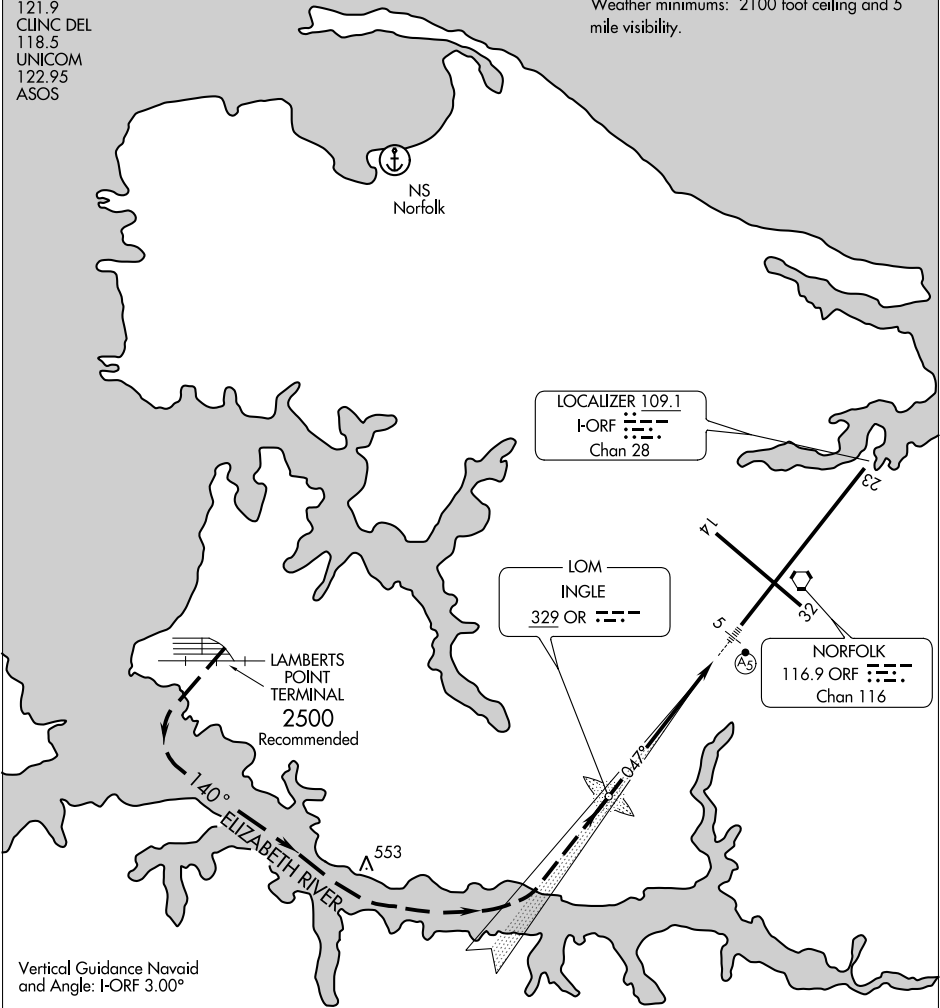 121.9
CLINC DEL
118.5
UNICOM
122.95
ASOS
Weather minimums: 2100 foot ceiling and 5
mile visibility.
NS
Norfolk
LOCALIZER 109.1
I-ORF
Chan 28
23
14
LOM
INGLE
329 OR
32
5
A5
NORFOLK
116.9 ORF
Chan 116
LAMBERTS
POINT
TERMINAL
2500
Recommended
047°
140°
ELIZABETH RIVER
553
Vertical Guidance Navaid
and Angle: I-ORF 3.00°